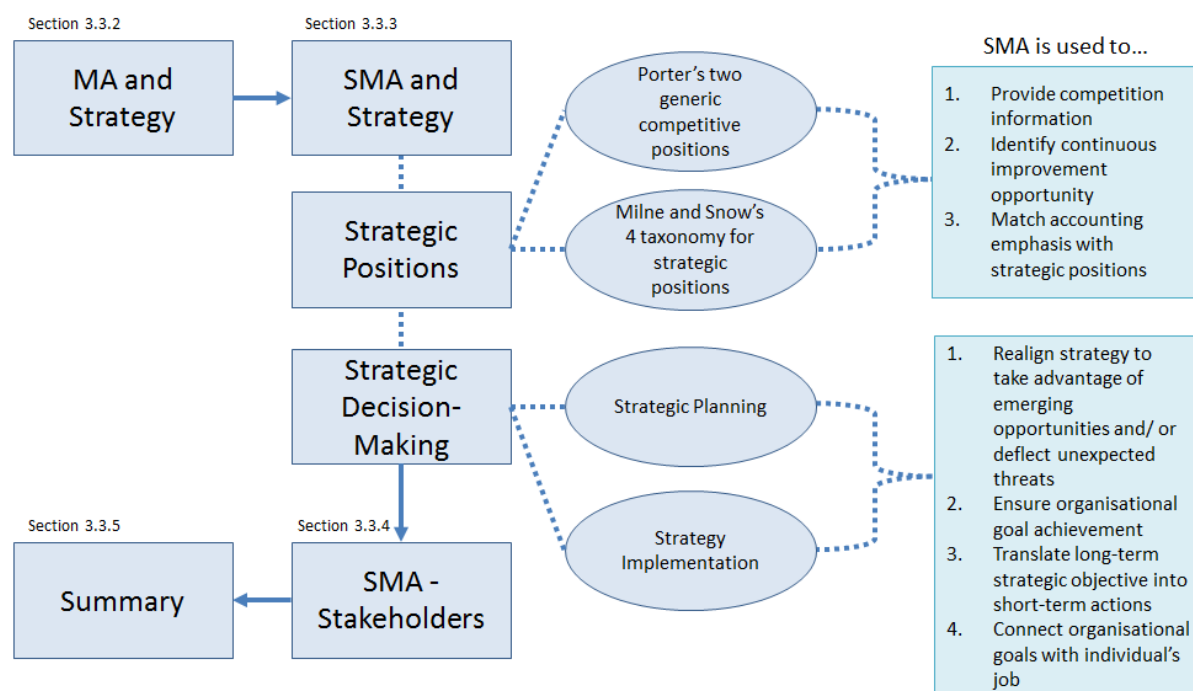 Section 3.3.2
MA and
Strategy
Section 3.3.3
SMA and
Strategy
Strategic
Positions
Strategic
Decision-
Making
Section 3.3.4
SMA -
Stakeholders
Section 3.3.5
Summary
Porter's two
generic
competitive
positions
Milne and Snow's
4 taxonomy for
strategic
positions
Strategic Planning
Strategy
Implementation
SMA is used to…
1. Provide competition
information
2. Identify continuous
improvement
opportunity
3. Match accounting
emphasis with
strategic positions
1. Realign strategy to
take advantage of
emerging
opportunities and/ or
deflect unexpected
threats
2. Ensure organisational
goal achievement
3. Translate long-term
strategic objective into
short-term actions
4. Connect organisational
goals with individual's
job